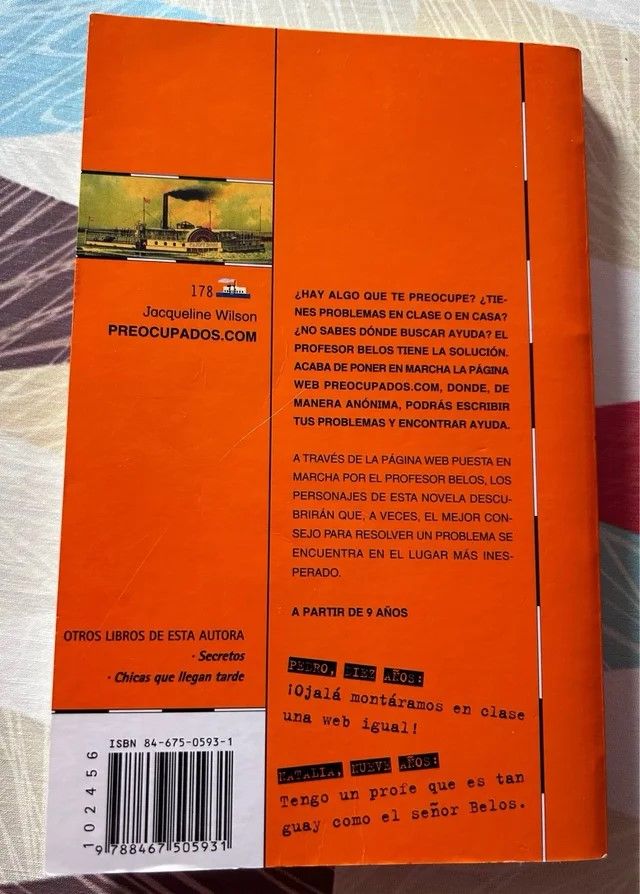 178
Jacqueline Wilson
PREOCUPADOS.COM
¿HAY ALGO QUE TE PREOCUPE? ¿TIE-
NES PROBLEMAS EN CLASE O EN CASA?
¿NO SABES DÓNDE BUSCAR AYUDA? EL
PROFESOR BELOS TIENE LA SOLUCIÓN.
ACABA DE PONER EN MARCHA LA PÁGINA
WEB PREOCUPADOS.COM, DONDE, DE
MANERA ANÓNIMA, PODRÁS ESCRIBIR
TUS PROBLEMAS Y ENCONTRAR AYUDA.
A TRAVÉS DE LA PÁGINA WEB PUESTA EN
MARCHA POR EL PROFESOR BELOS, LOS
PERSONAJES DE ESTA NOVELA DESCU-
BRIRÁN QUE, A VECES, EL MEJOR CON-
SEJO PARA RESOLVER UN PROBLEMA SE
ENCUENTRA EN EL LUGAR MÁS INES-
PERADO.
A PARTIR DE 9 AÑOS
OTROS LIBROS DE ESTA AUTORA
· Secretos
· Chicas que llegan tarde
PEDRO, DIEZ AÑOS:
¡Ojalá montáramos en clase
una web igual!
NATALIA, NUEVE AÑOS:
Tengo un profe que es tan
guay como el señor Belos.
ISBN 84-675-0593-1
102456
9 788467 505931